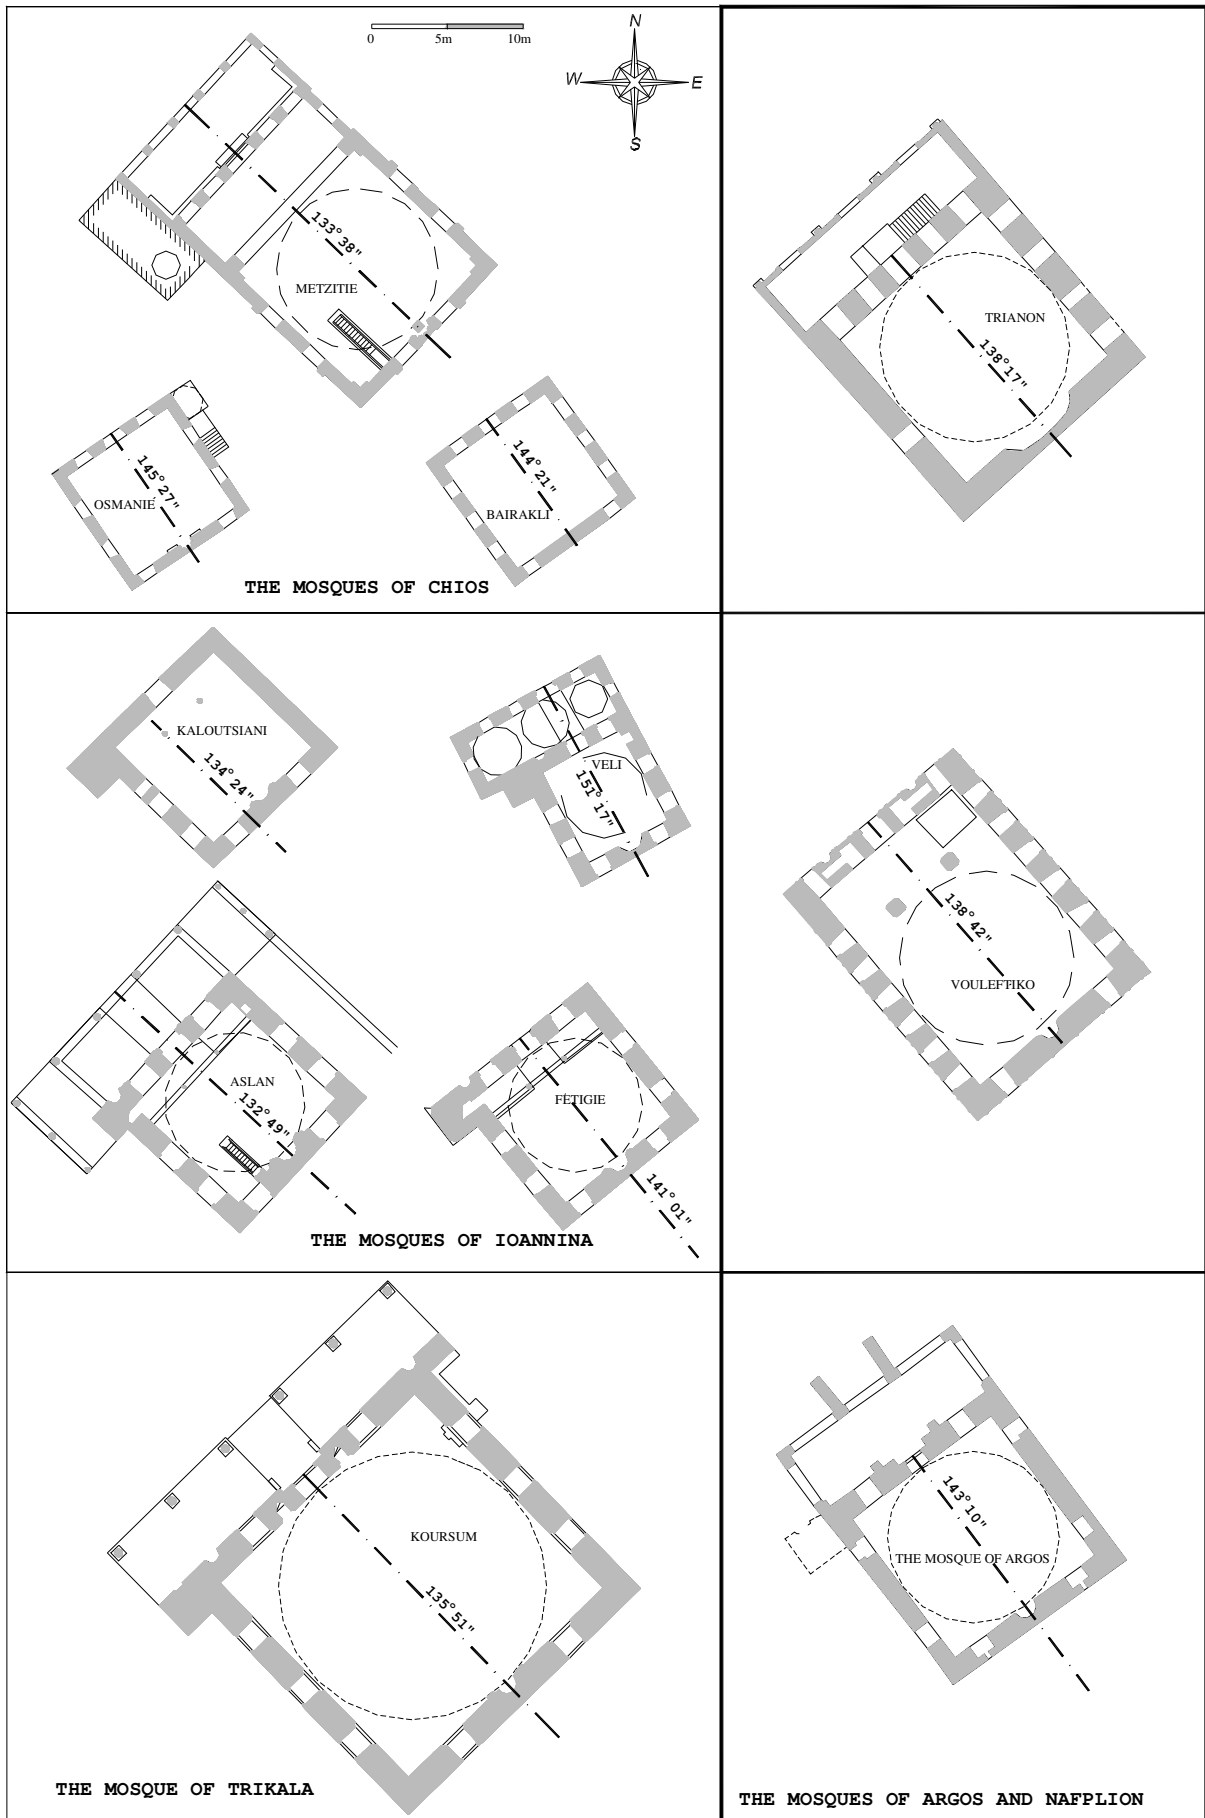 0 5m 10m
N
W E
S
133°38"
METZITIE
TRIANON
138°17"
145°27"
OSMANIE
144°21"
BAIRAKLI
THE MOSQUES OF CHIOS
KALOUTSIANI
134°24"
VELI
151°17"
138°42"
VOULEFTIKO
ASLAN
132°49"
FETIGIE
141°01"
THE MOSQUES OF IOANNINA
KOURSUM
135°51"
143°10"
THE MOSQUE OF ARGOS
THE MOSQUE OF TRIKALA
THE MOSQUES OF ARGOS AND NAFPLION